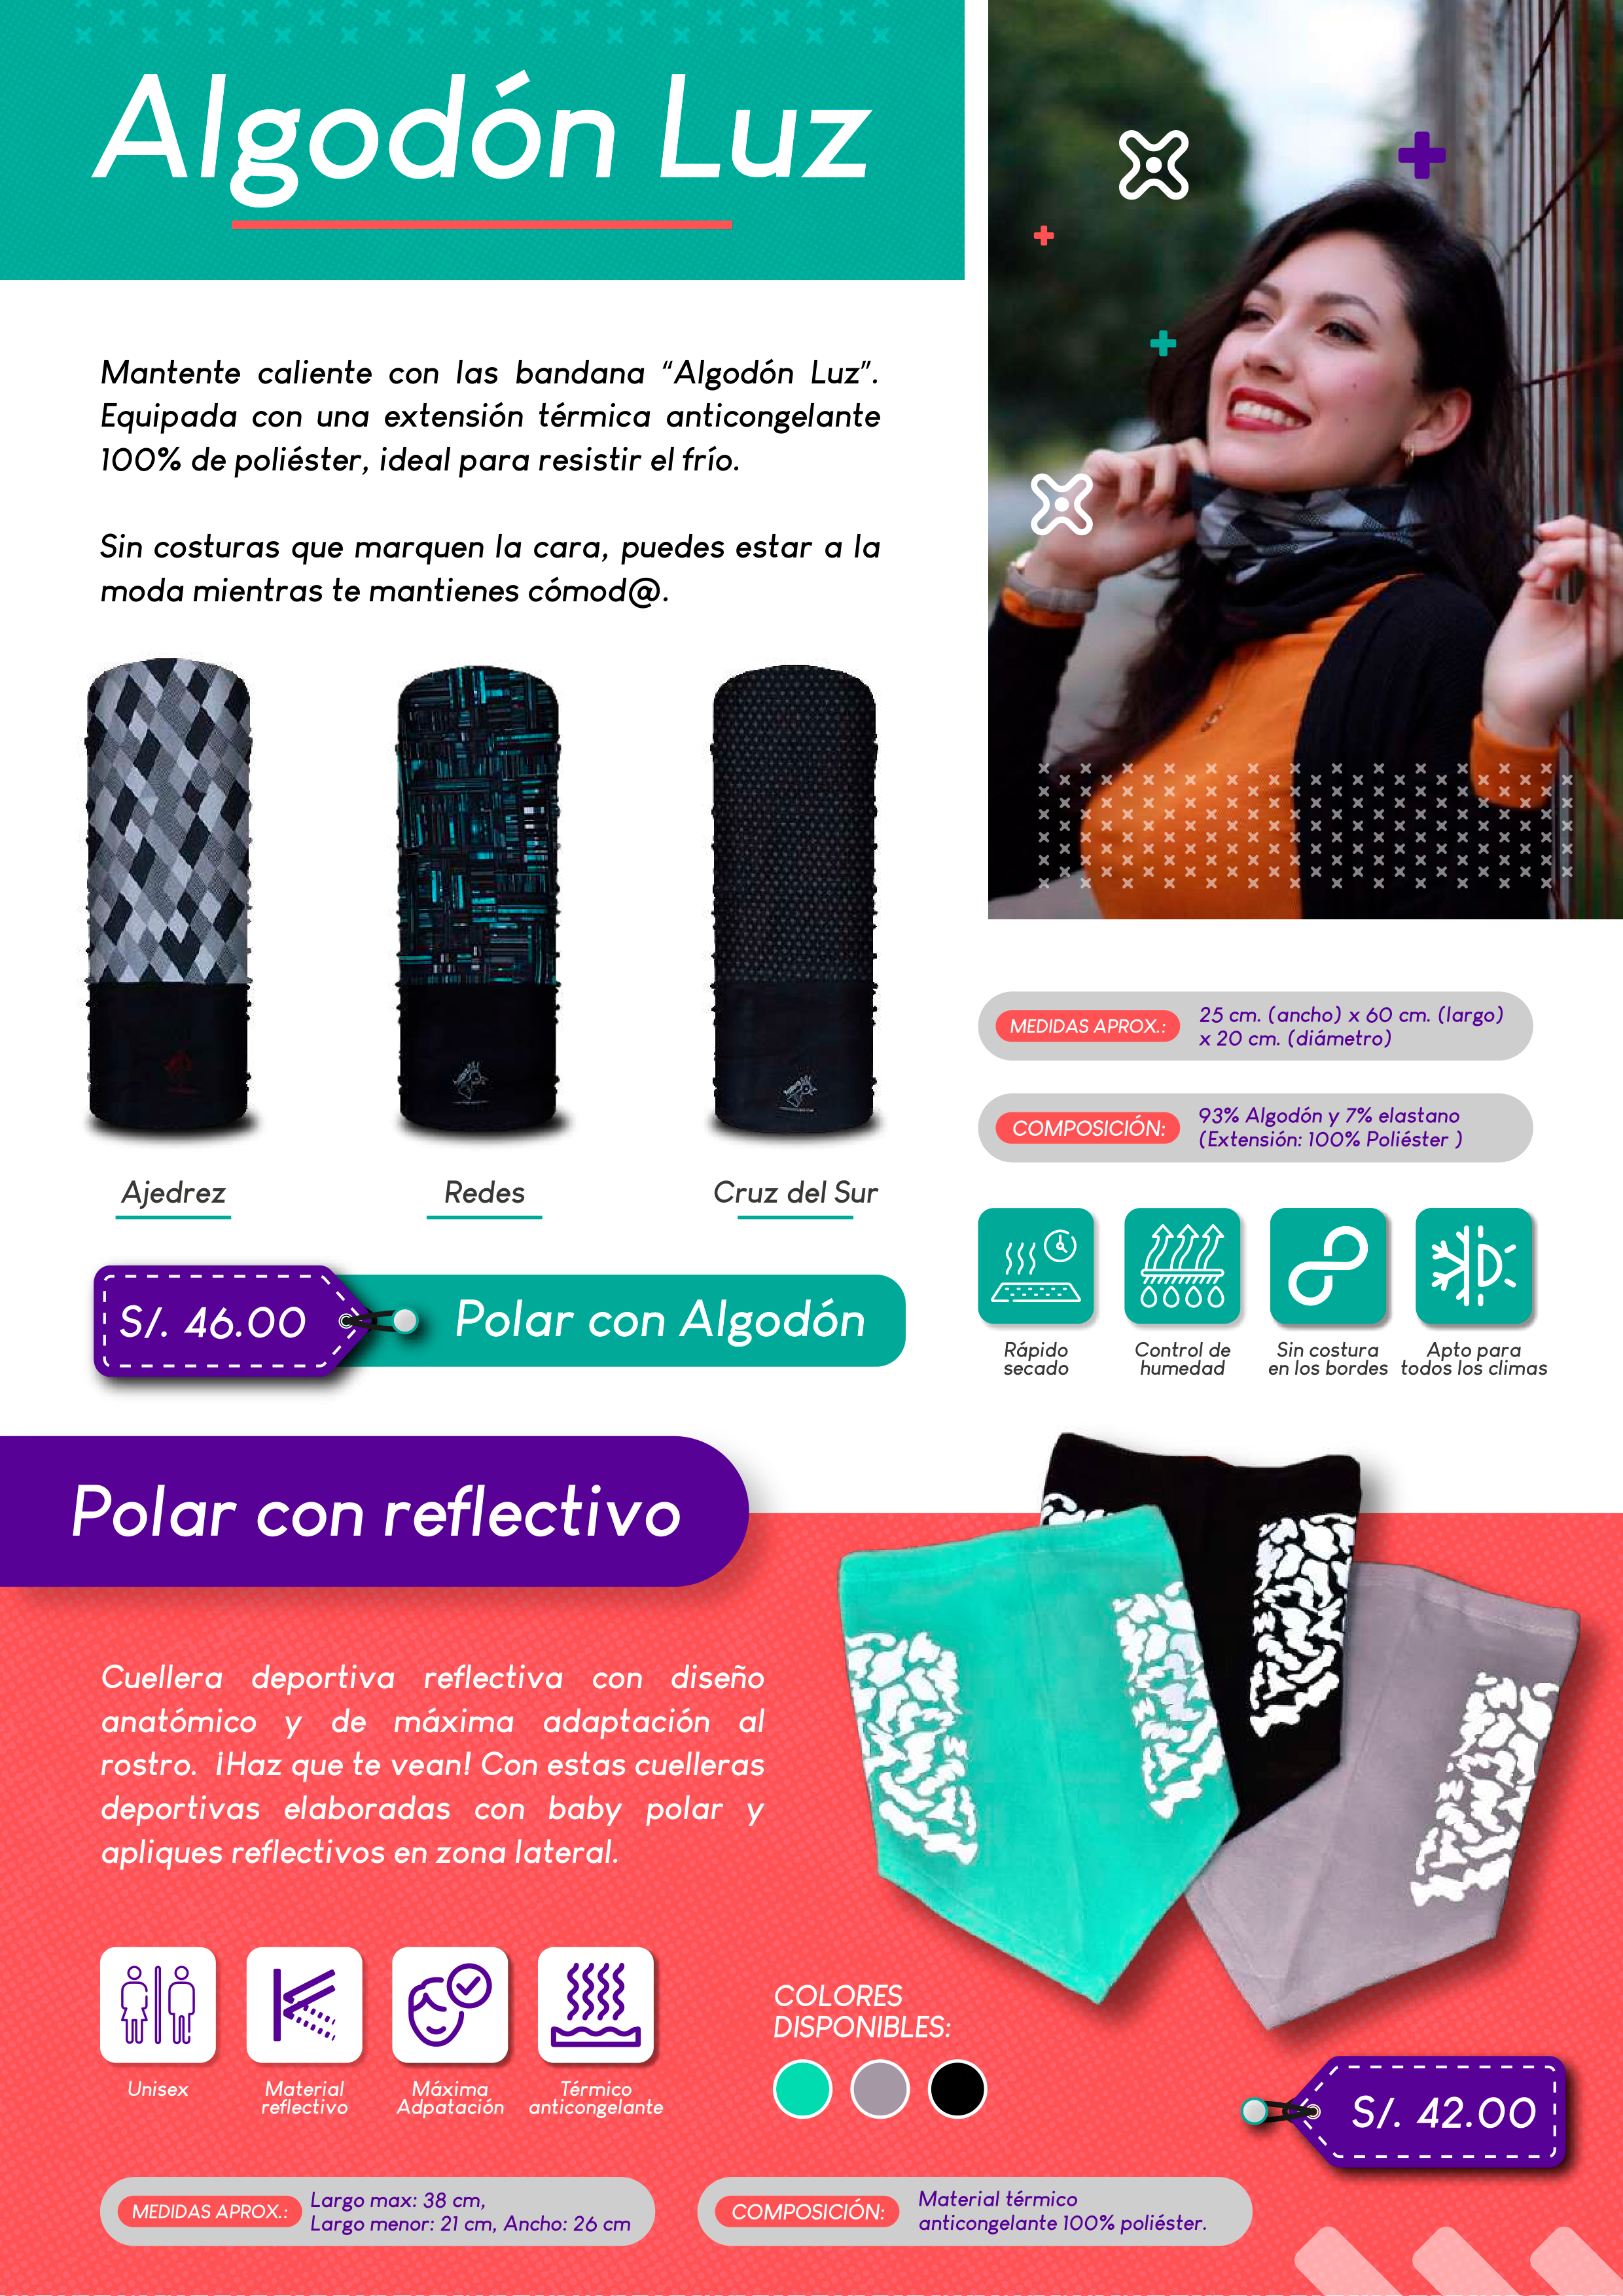 Algodón Luz
Mantente caliente con las bandana “Algodón Luz”.
Equipada con una extensión térmica anticongelante
100% de poliéster, ideal para resistir el frío.
Sin costuras que marquen la cara, puedes estar a la
moda mientras te mantienes cómod@.
Ajedrez
Redes
Cruz del Sur
S/. 46.00
Polar con Algodón
MEDIDAS APROX.:
25 cm. (ancho) x 60 cm. (largo)
x 20 cm. (diámetro)
COMPOSICIÓN:
93% Algodón y 7% elastano
(Extensión: 100% Poliéster )
Rápido
secado
Control de
humedad
Sin costura
en los bordes
Apto para
todos los climas
Polar con reflectivo
Cuellera deportiva reflectiva con diseño
anatómico y de máxima adaptación al
rostro. ¡Haz que te vean! Con estas cuelleras
deportivas elaboradas con baby polar y
apliques reflectivos en zona lateral.
Unisex
Material
reflectivo
Máxima
Adpatación
Térmico
anticongelante
COLORES
DISPONIBLES:
S/. 42.00
MEDIDAS APROX.:
Largo max: 38 cm,
Largo menor: 21 cm, Ancho: 26 cm
COMPOSICIÓN:
Material térmico
anticongelante 100% poliéster.